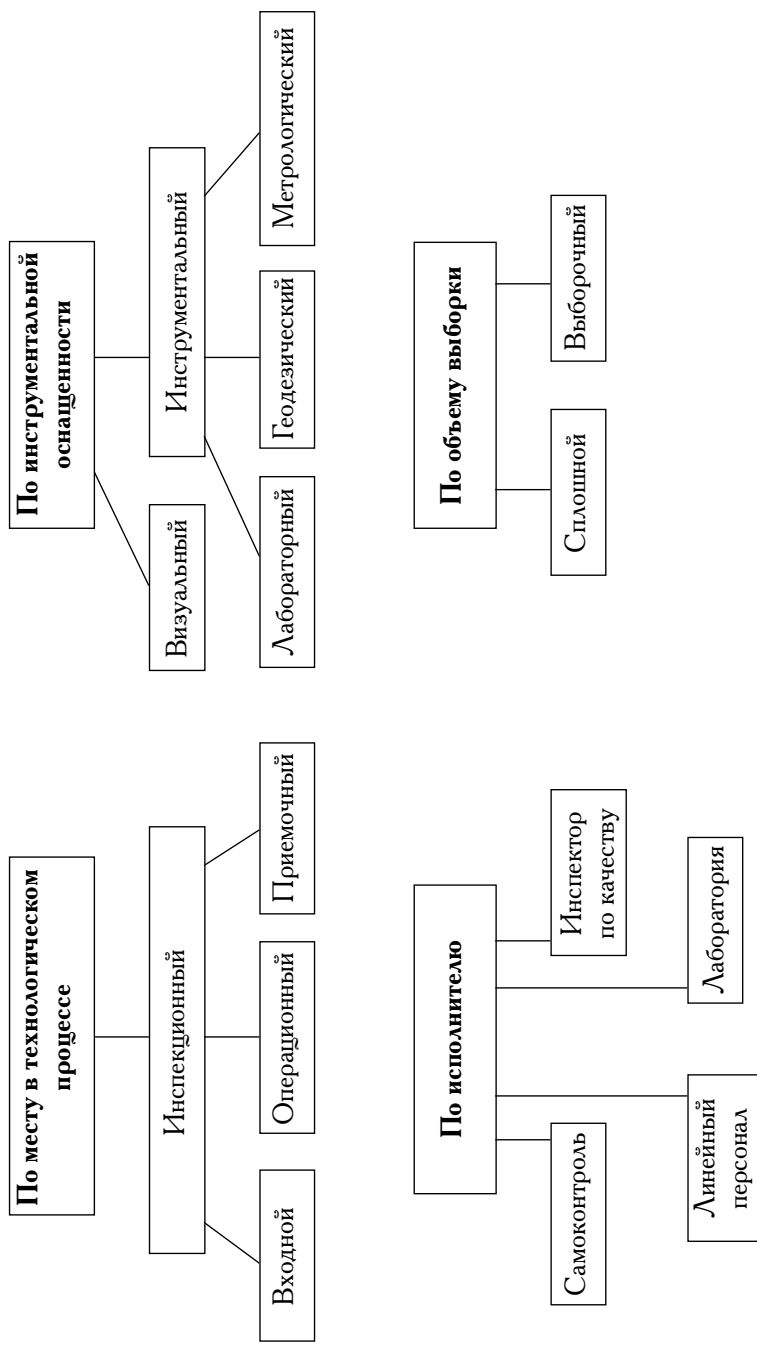 По месту в технологическом
процессе
Инспекционный
Входной
Операционный
Приемочный
По инструментальной
оснащенности
Визуальный
Инструментальный
Лабораторный
Геодезический
Метрологический
По исполнителю
Самоконтроль
Инспектор
по качеству
Линейный
персонал
Лаборатория
По объему выборки
Сплошной
Выборочный